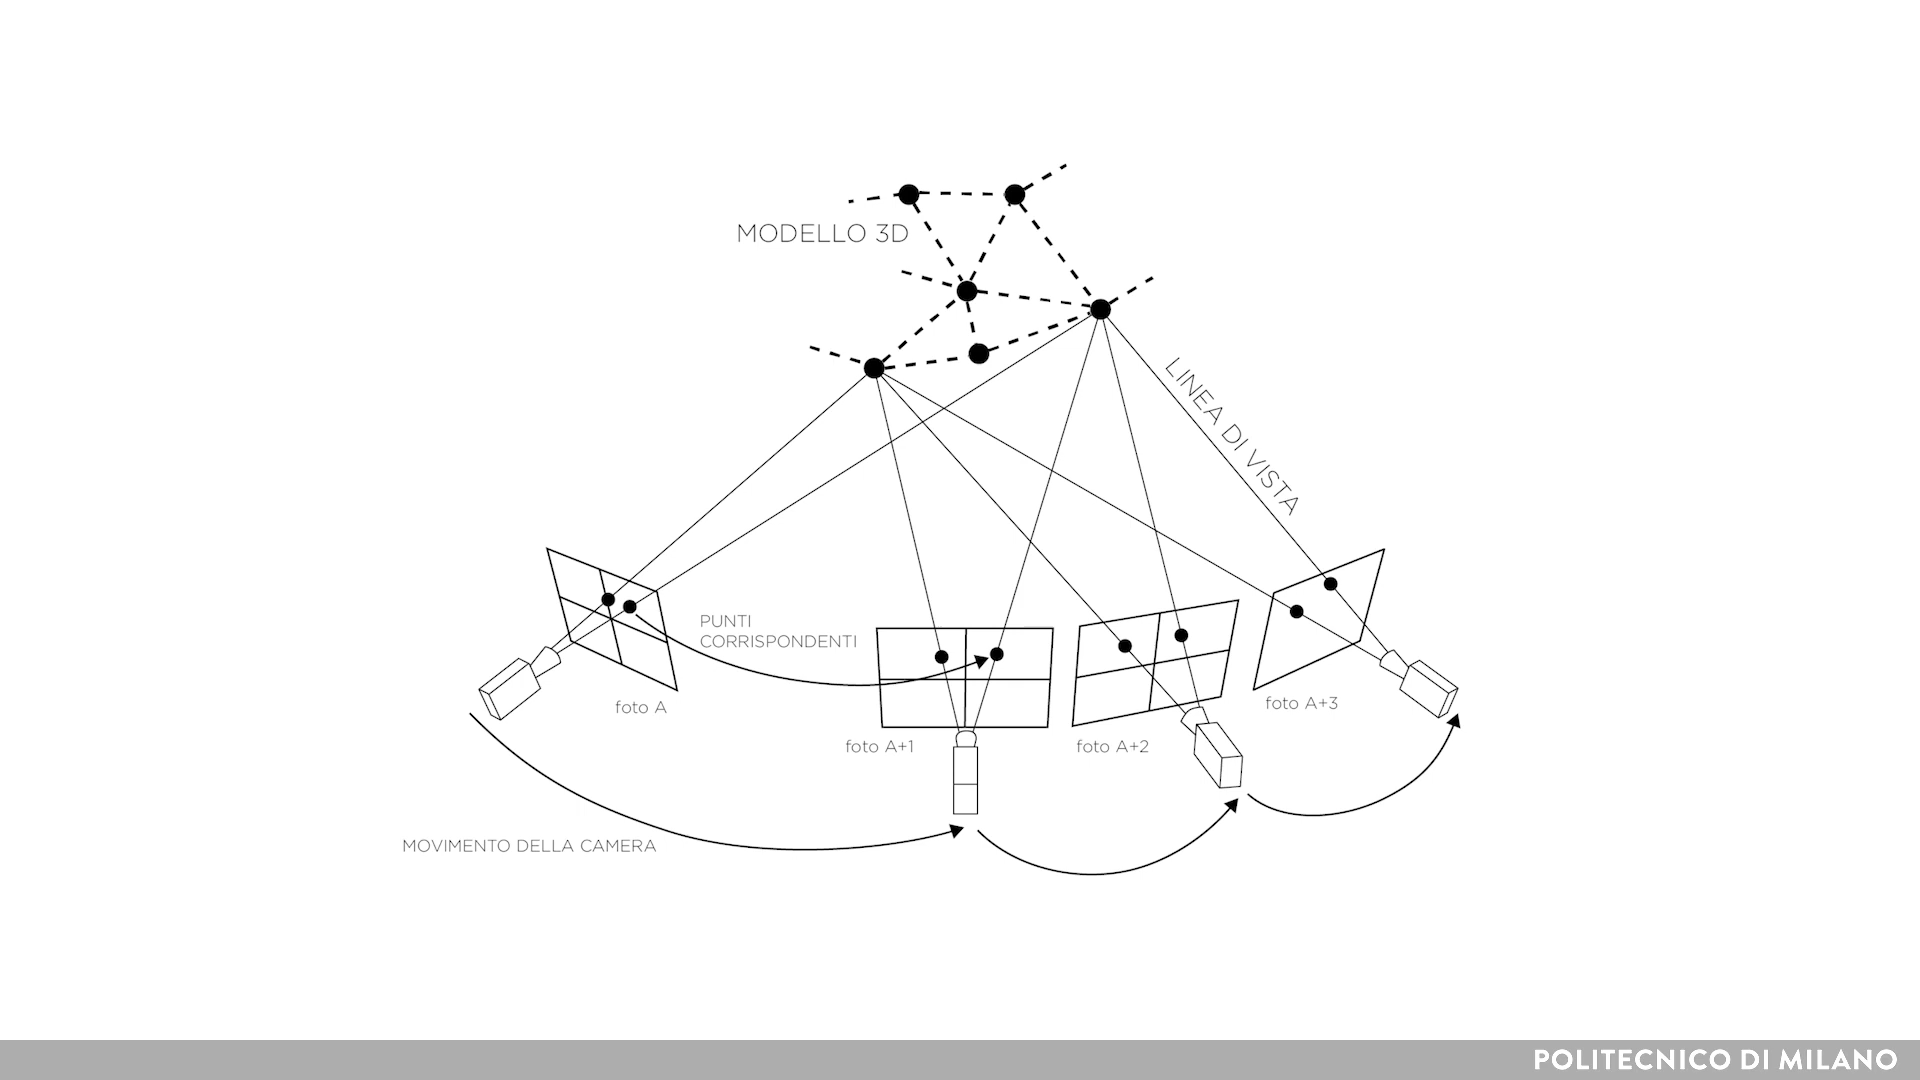 MODELLO 3D
LINEA DI VISTA
PUNTI
CORRISPONDENTI
foto A
foto A+1
foto A+2
foto A+3
MOVIMENTO DELLA CAMERA
POLITECNICO DI MILANO